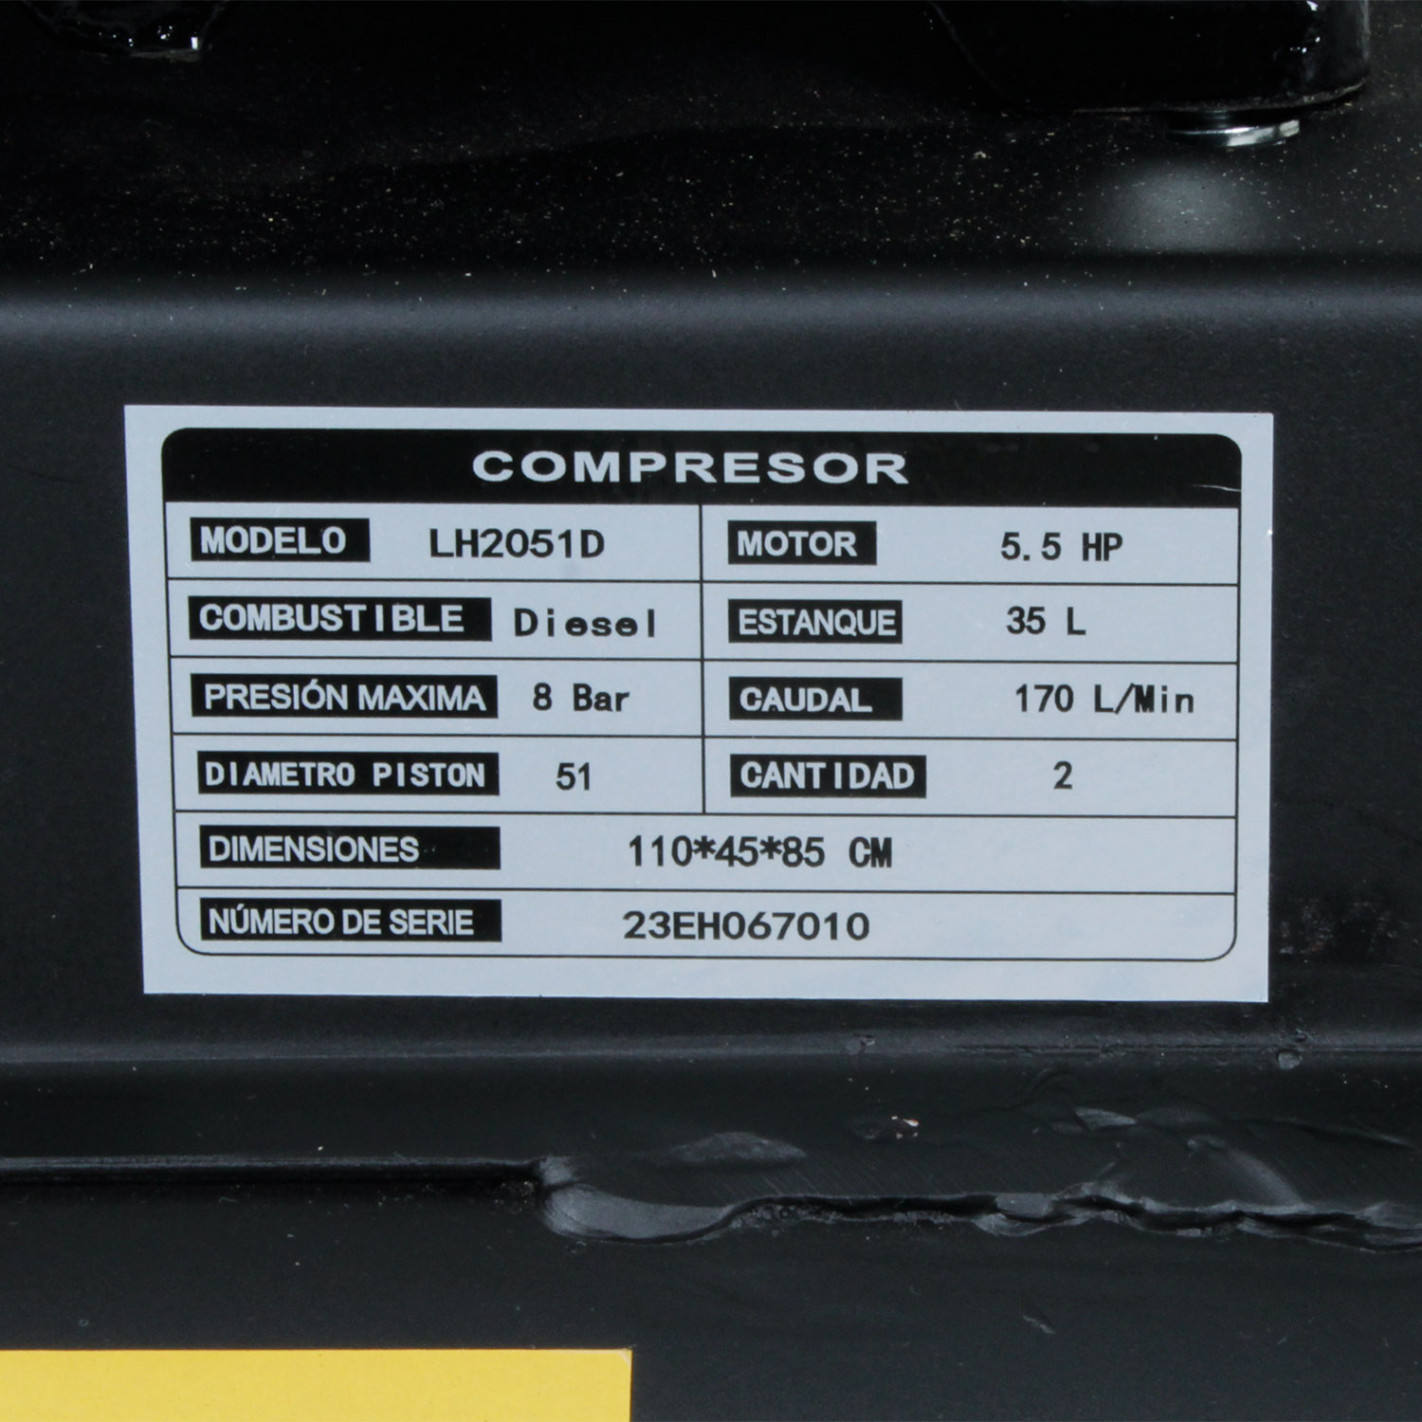 COMPRESOR
MODELO LH2051D MOTOR 5.5 HP
COMBUSTIBLE Diesel ESTANQUE 35 L
PRESIÓN MAXIMA 8 Bar CAUDAL 170 L/Min
DIAMETRO PISTON 51 CANTIDAD 2
DIMENSIONES 110*45*85 CM
NÚMERO DE SERIE 23EH067010